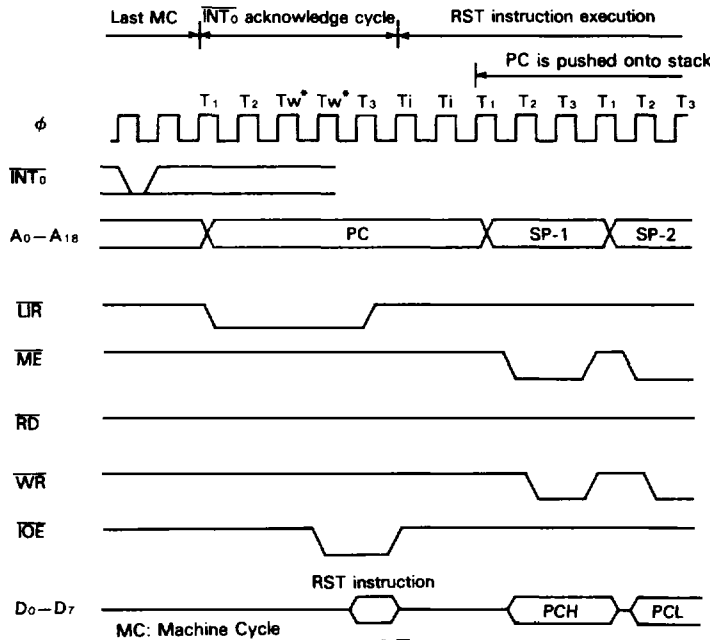 Last MC INT₀ acknowledge cycle RST instruction execution
PC is pushed onto stack
T₁ T₂ Tw* Tw* T₃ Ti Ti T₁ T₂ T₃ T₁ T₂ T₃
φ
INT₀
A₀–A₁₈ PC SP-1 SP-2
LIR
ME
RD
WR
IOE
RST instruction
D₀–D₇ PCH PCL
MC: Machine Cycle